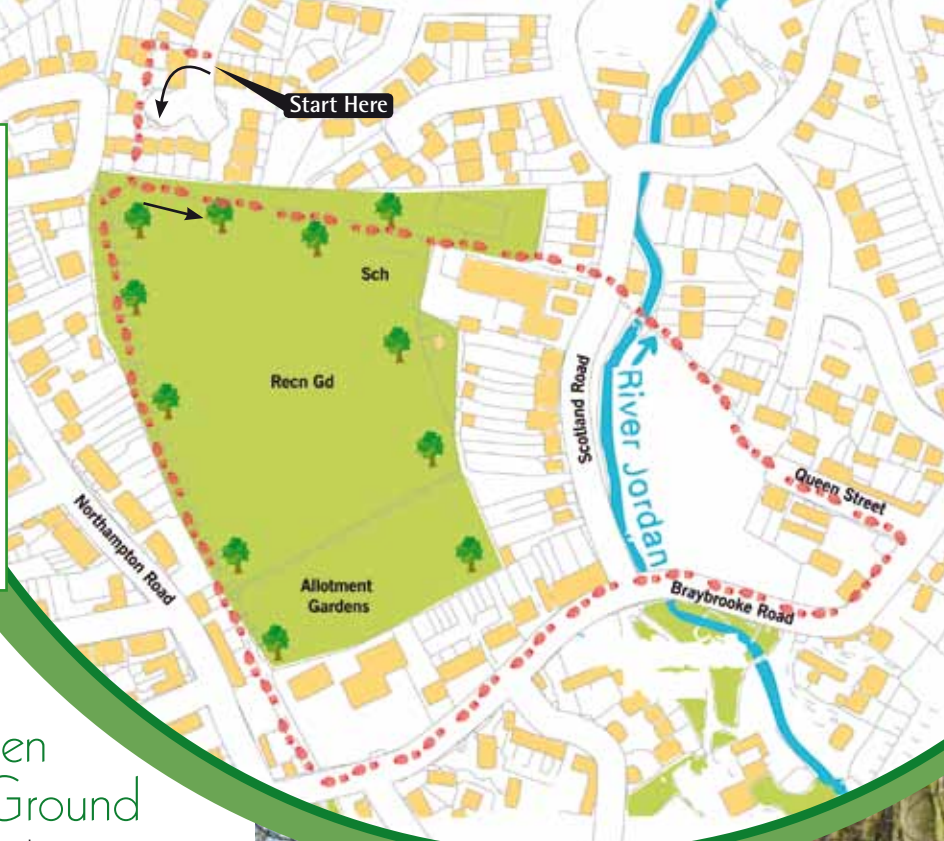 Start Here
Sch
Recn Gd
Scotland Road
River Jordan
Queen Street
Northampton Road
Allotment
Gardens
Braybrooke Road
en
Ground